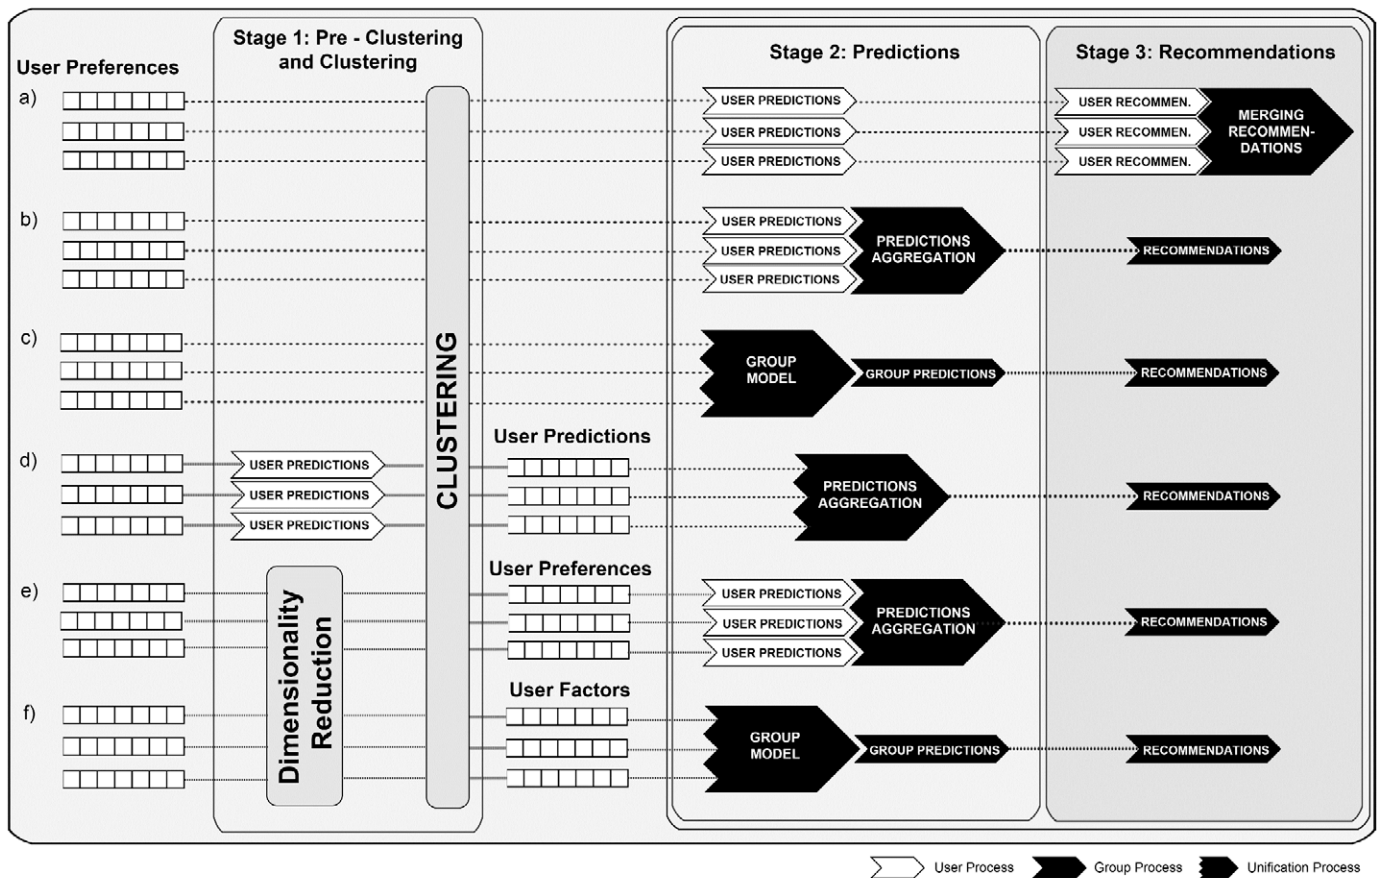 Stage 1: Pre - Clustering
and Clustering
Stage 2: Predictions
Stage 3: Recommendations
User Preferences
a)
USER PREDICTIONS
USER PREDICTIONS
USER PREDICTIONS
USER RECOMMEN.
USER RECOMMEN.
USER RECOMMEN.
MERGING
RECOMMEN-
DATIONS
b)
USER PREDICTIONS
USER PREDICTIONS
USER PREDICTIONS
PREDICTIONS
AGGREGATION
RECOMMENDATIONS
c)
GROUP
MODEL
GROUP PREDICTIONS
RECOMMENDATIONS
CLUSTERING
User Predictions
d)
USER PREDICTIONS
USER PREDICTIONS
USER PREDICTIONS
PREDICTIONS
AGGREGATION
RECOMMENDATIONS
User Preferences
e)
Dimensionality
Reduction
USER PREDICTIONS
USER PREDICTIONS
USER PREDICTIONS
PREDICTIONS
AGGREGATION
RECOMMENDATIONS
User Factors
f)
GROUP
MODEL
GROUP PREDICTIONS
RECOMMENDATIONS
User Process
Group Process
Unification Process